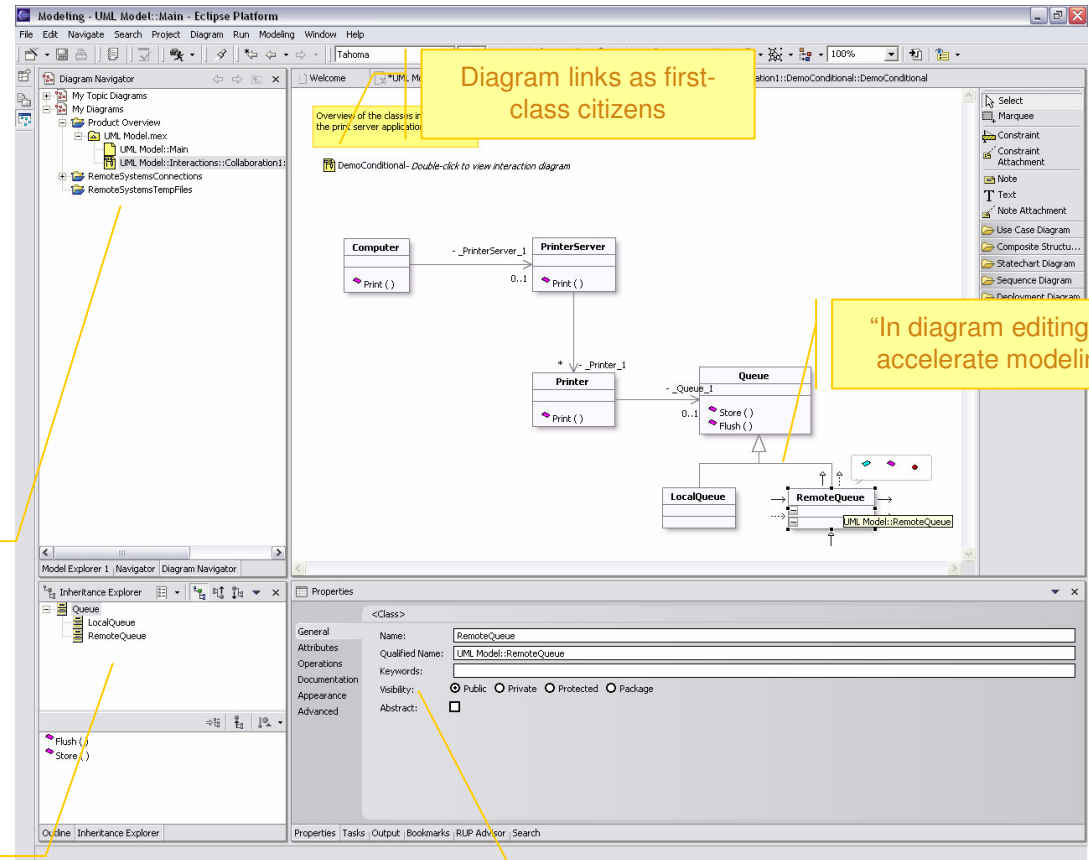 Modeling - UML Model::Main - Eclipse Platform
File Edit Navigate Search Project Diagram Run Modeling Window Help
Tahoma
100%
Diagram Navigator
My Topic Diagrams
My Diagrams
Product Overview
UML Model.mex
UML Model::Main
UML Model::Interactions::Collaboration1:
RemoteSystemsConnections
RemoteSystemsTempFiles
Model Explorer 1 Navigator Diagram Navigator
Welcome
*UML Mo
ation1::DemoConditional::DemoConditional
Diagram links as first-
class citizens
Overview of the classes in
the print server application
DemoConditional - Double-click to view interaction diagram
Computer
Print ( )
- _PrinterServer_1
0..1
PrinterServer
Print ( )
* - _Printer_1
Printer
Print ( )
- _Queue_1
0..1
Queue
Store ( )
Flush ( )
LocalQueue
RemoteQueue
UML Model::RemoteQueue
“In diagram editing
accelerate modelin
Select
Marquee
Constraint
Constraint
Attachment
Note
Text
Note Attachment
Use Case Diagram
Composite Structu...
Statechart Diagram
Sequence Diagram
Deployment Diagram
Inheritance Explorer
Queue
LocalQueue
RemoteQueue
Flush ( )
Store ( )
Outline Inheritance Explorer
Properties
<Class>
General
Attributes
Operations
Documentation
Appearance
Advanced
Name: RemoteQueue
Qualified Name: UML Model::RemoteQueue
Keywords:
Visibility: Public Private Protected Package
Abstract:
Properties Tasks Output Bookmarks RUP Advisor Search